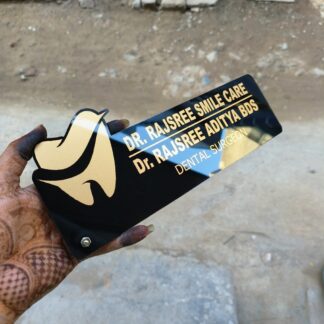 DR. RAJSREE SMILE CARE
Dr. RAJSREE ADITYA BDS
DENTAL SURGEON